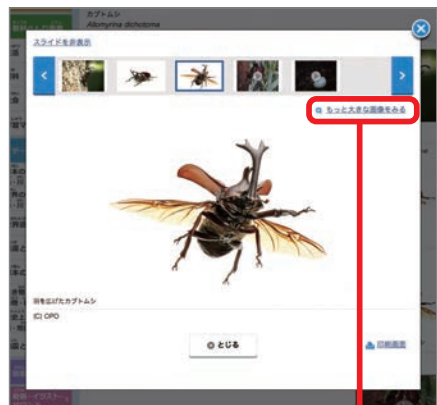 カブトムシ
Allomyrina dichotoma
スライドを非表示
もっと大きな画像をみる
羽を広げたカブトムシ
(C) OPO
とじる
印刷画面